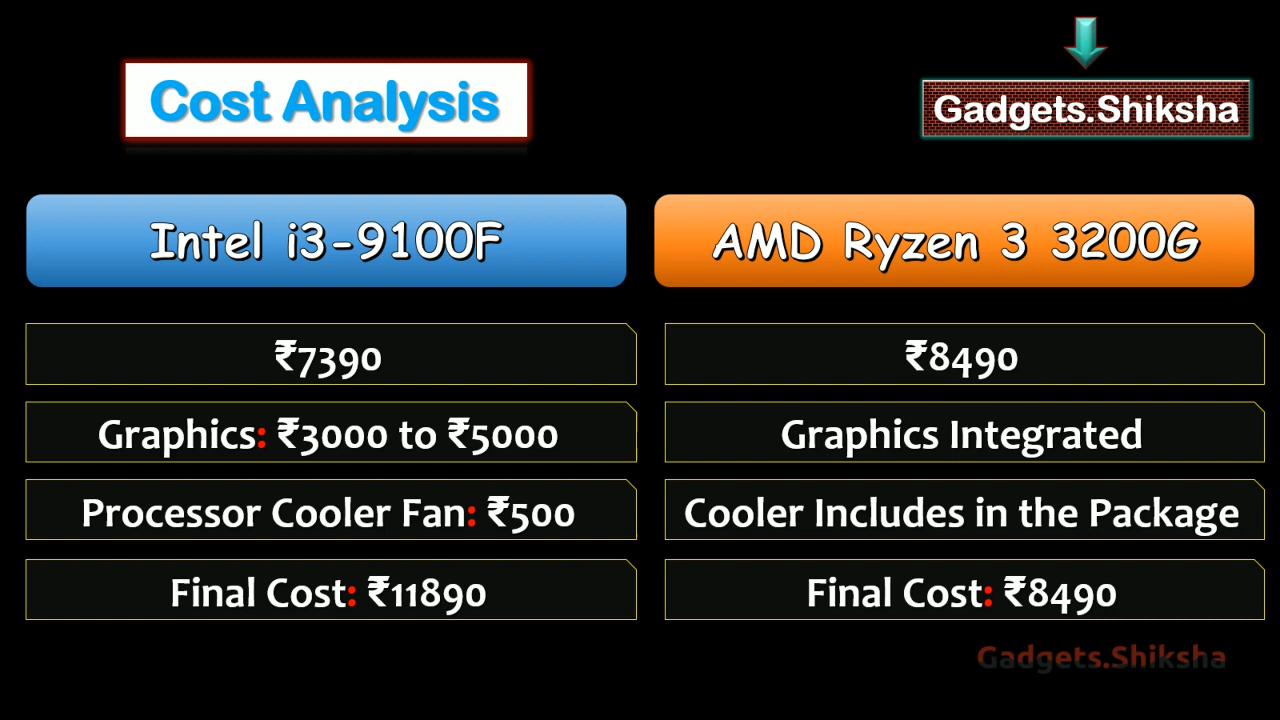 Cost Analysis
Gadgets.Shiksha
Intel i3-9100F
AMD Ryzen 3 3200G
₹7390
₹8490
Graphics: ₹3000 to ₹5000
Graphics Integrated
Processor Cooler Fan: ₹500
Cooler Includes in the Package
Final Cost: ₹11890
Final Cost: ₹8490
Gadgets.Shiksha